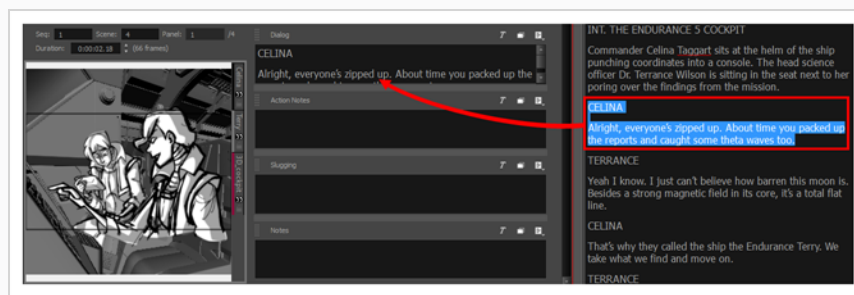 Seq: 1 Scene: 4 Panel: 1 /4
Duration: 0:00:02.18 (66 frames)
Celina
Terry
3D cockpit
Dialog
CELINA
Alright, everyone's zipped up. About time you packed up the
Action Notes
Slugging
Notes
INT. THE ENDURANCE 5 COCKPIT
Commander Celina Taggart sits at the helm of the ship
punching coordinates into a console. The head science
officer Dr. Terrance Wilson is sitting in the seat next to her
poring over the findings from the mission.
CELINA
Alright, everyone's zipped up. About time you packed up
the reports and caught some theta waves too.
TERRANCE
Yeah I know. I just can't believe how barren this moon is.
Besides a strong magnetic field in its core, it's a total flat
line.
CELINA
That's why they called the ship the Endurance Terry. We
take what we find and move on.
TERRANCE